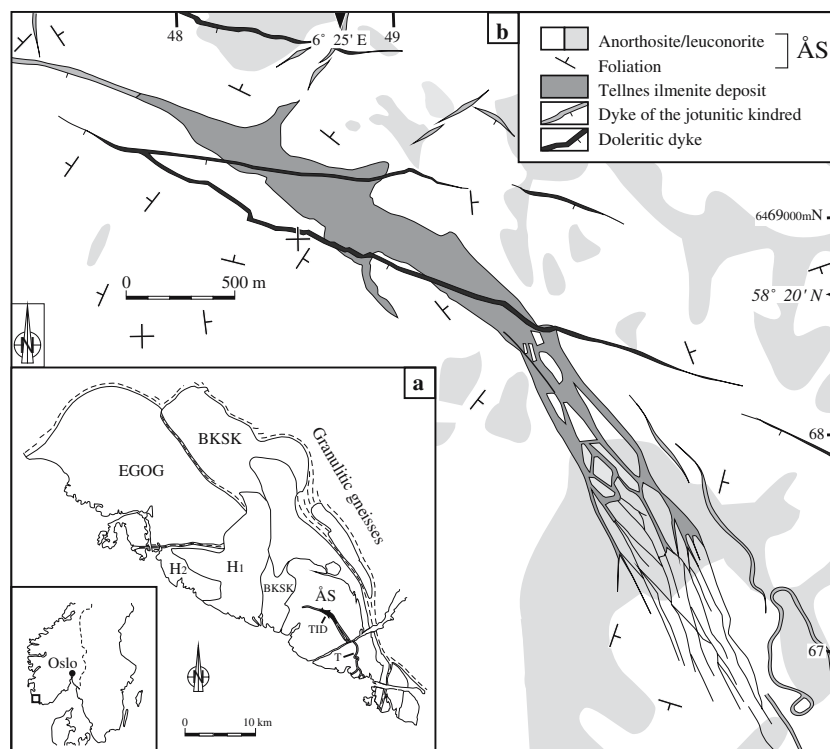 48
6° 25' E
49
b
Anorthosite/leuconorite
ÅS
Foliation
Tellnes ilmenite deposit
Dyke of the jotunitic kindred
Doleritic dyke
6469000mN
58° 20' N
0 500 m
N
68
67
a
BKSK
EGOG
Granulitic gneisses
H2
H1
BKSK
ÅS
TID
T
N
0 10 km
Oslo